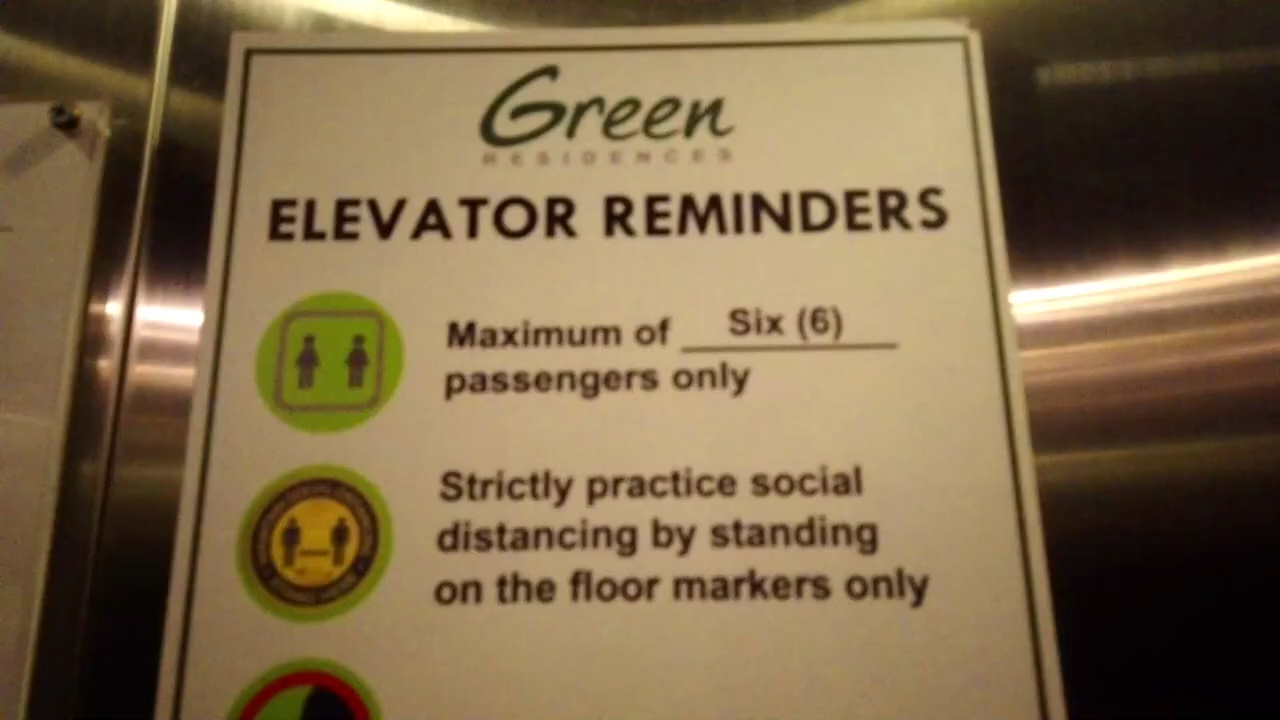 Green
RESIDENCES
ELEVATOR REMINDERS
Maximum of Six (6)
passengers only
Strictly practice social
distancing by standing
on the floor markers only